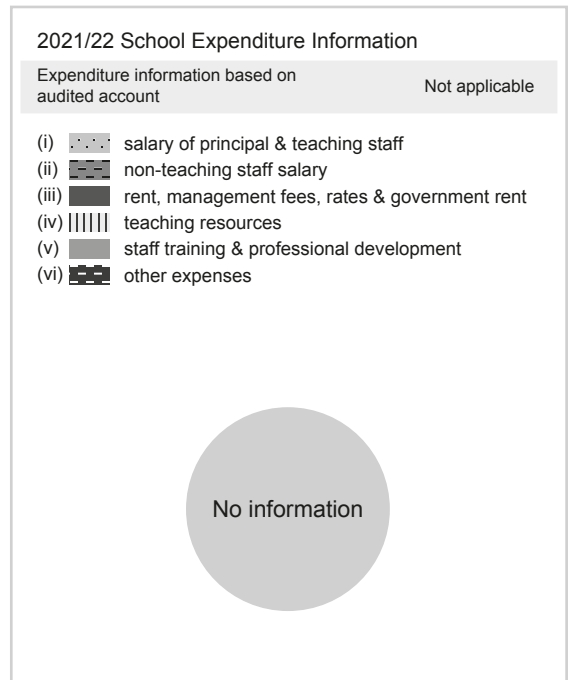 2021/22 School Expenditure Information
Expenditure information based on
audited account
Not applicable
(i) salary of principal & teaching staff
(ii) non-teaching staff salary
(iii) rent, management fees, rates & government rent
(iv) teaching resources
(v) staff training & professional development
(vi) other expenses
No information